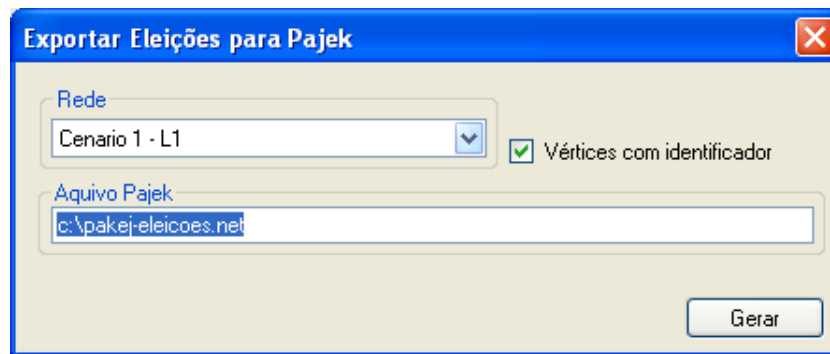 Exportar Eleições para Pajek
Rede
Cenario 1 - L1
Vértices com identificador
Aquivo Pajek
c:\pakej-eleicoes.net
Gerar